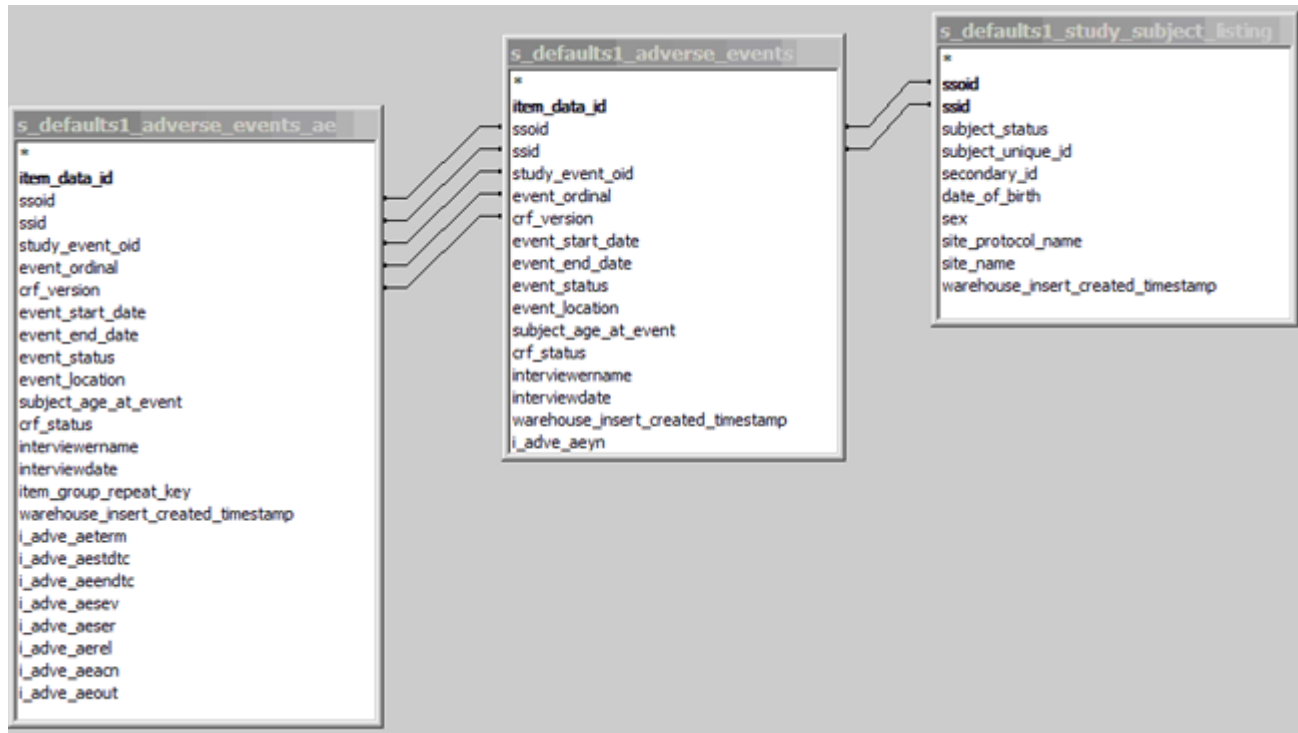 s_defaults1_adverse_events_ae
*
item_data_id
ssoid
ssid
study_event_oid
event_ordinal
crf_version
event_start_date
event_end_date
event_status
event_location
subject_age_at_event
crf_status
interviewername
interviewdate
item_group_repeat_key
warehouse_insert_created_timestamp
i_adve_aeterm
i_adve_aestdtc
i_adve_aeendtc
i_adve_aesev
i_adve_aeser
i_adve_aerel
i_adve_aeacn
i_adve_aeout
s_defaults1_adverse_events
*
item_data_id
ssoid
ssid
study_event_oid
event_ordinal
crf_version
event_start_date
event_end_date
event_status
event_location
subject_age_at_event
crf_status
interviewername
interviewdate
warehouse_insert_created_timestamp
i_adve_aeyn
s_defaults1_study_subject_listing
*
ssoid
ssid
subject_status
subject_unique_id
secondary_id
date_of_birth
sex
site_protocol_name
site_name
warehouse_insert_created_timestamp